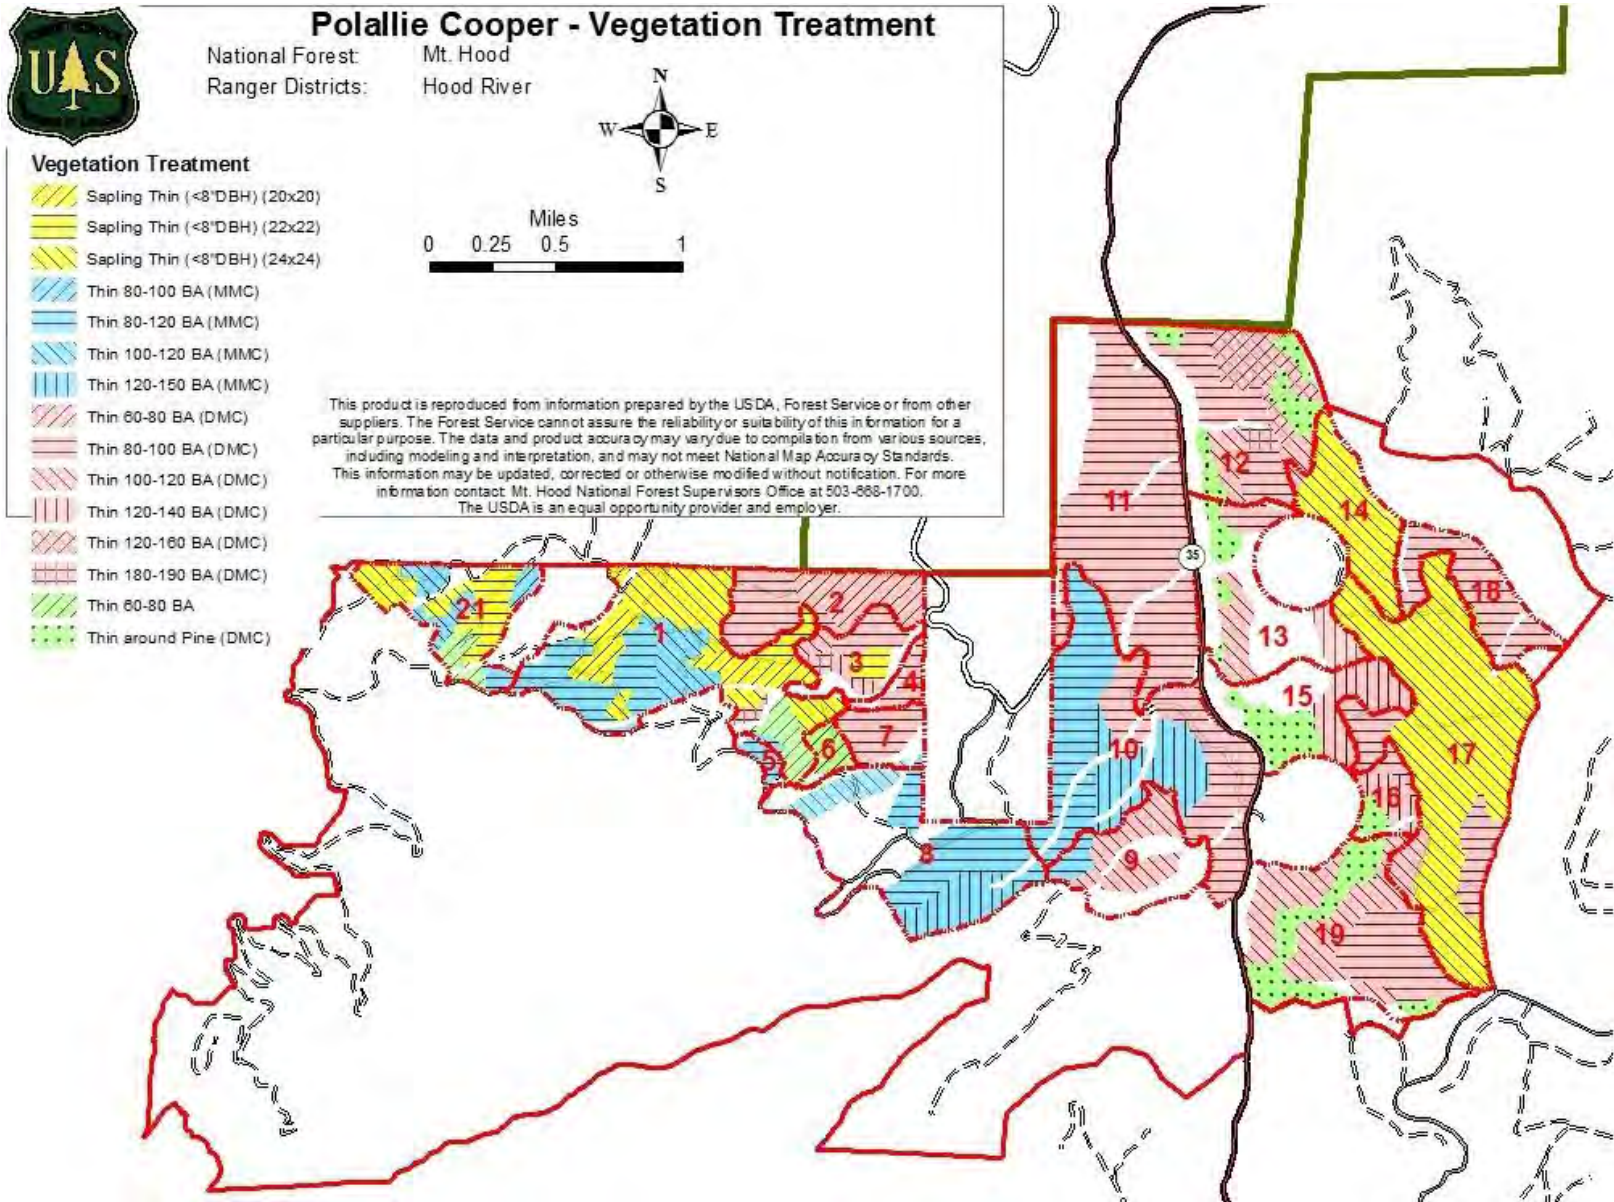 Polallie Cooper - Vegetation Treatment
National Forest: Mt. Hood
Ranger Districts: Hood River
UAS
N
W E
S
Miles
0 0.25 0.5 1
Vegetation Treatment
Sapling Thin (<8"DBH) (20x20)
Sapling Thin (<8"DBH) (22x22)
Sapling Thin (<8"DBH) (24x24)
Thin 80-100 BA (MMC)
Thin 80-120 BA (MMC)
Thin 100-120 BA (MMC)
Thin 120-150 BA (MMC)
Thin 60-80 BA (DMC)
Thin 80-100 BA (DMC)
Thin 100-120 BA (DMC)
Thin 120-140 BA (DMC)
Thin 120-160 BA (DMC)
Thin 180-190 BA (DMC)
Thin 60-80 BA
Thin around Pine (DMC)
This product is reproduced from information prepared by the USDA, Forest Service or from other
suppliers. The Forest Service cannot assure the reliability or suitability of this information for a
particular purpose. The data and product accuracy may vary due to compilation from various sources,
including modeling and interpretation, and may not meet National Map Accuracy Standards.
This information may be updated, corrected or otherwise modified without notification. For more
information contact: Mt. Hood National Forest Supervisors Office at 503-668-1700.
The USDA is an equal opportunity provider and employer.
12
11
14
35
18
21
1
2
13
3
4
15
7
6
10
17
5
16
8
9
19